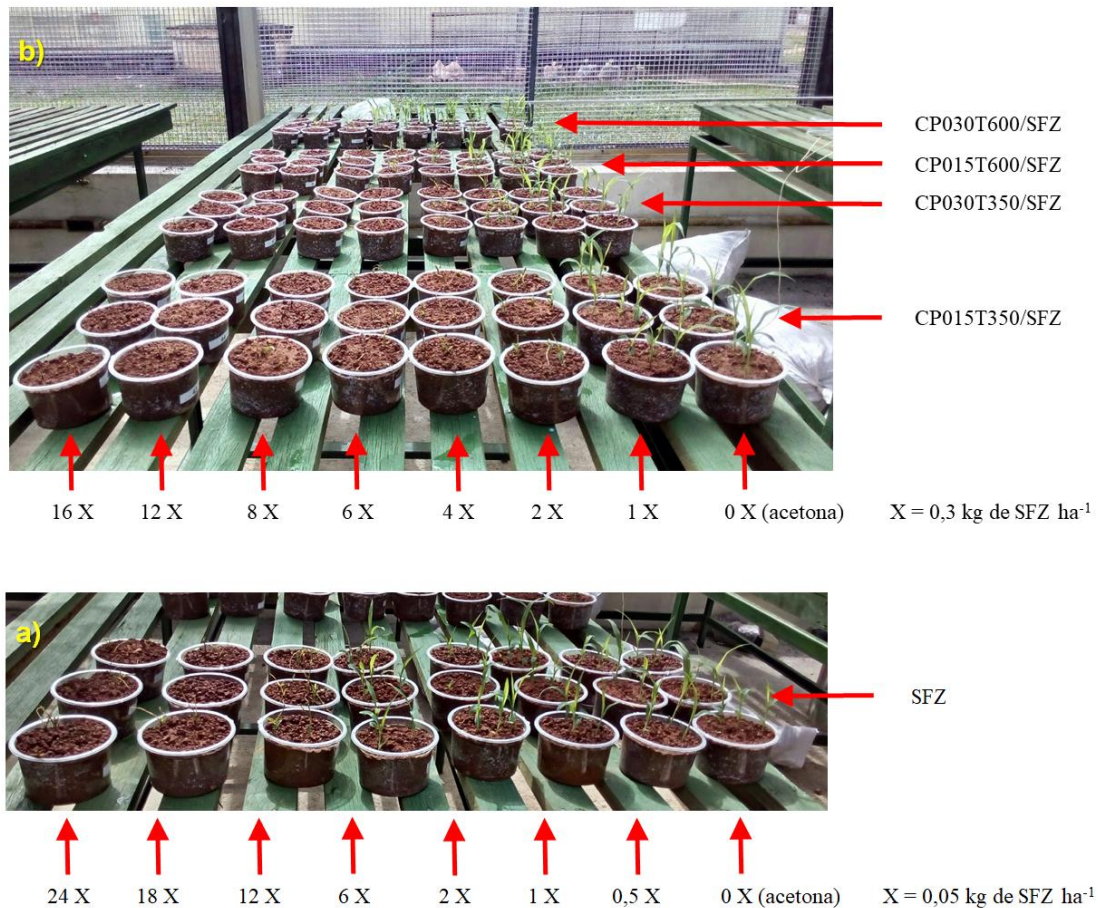 b)
CP030T600/SFZ
CP015T600/SFZ
CP030T350/SFZ
CP015T350/SFZ
16 X 12 X 8 X 6 X 4 X 2 X 1 X 0 X (acetona) X = 0,3 kg de SFZ ha⁻¹
a)
SFZ
24 X 18 X 12 X 6 X 2 X 1 X 0,5 X 0 X (acetona) X = 0,05 kg de SFZ ha⁻¹